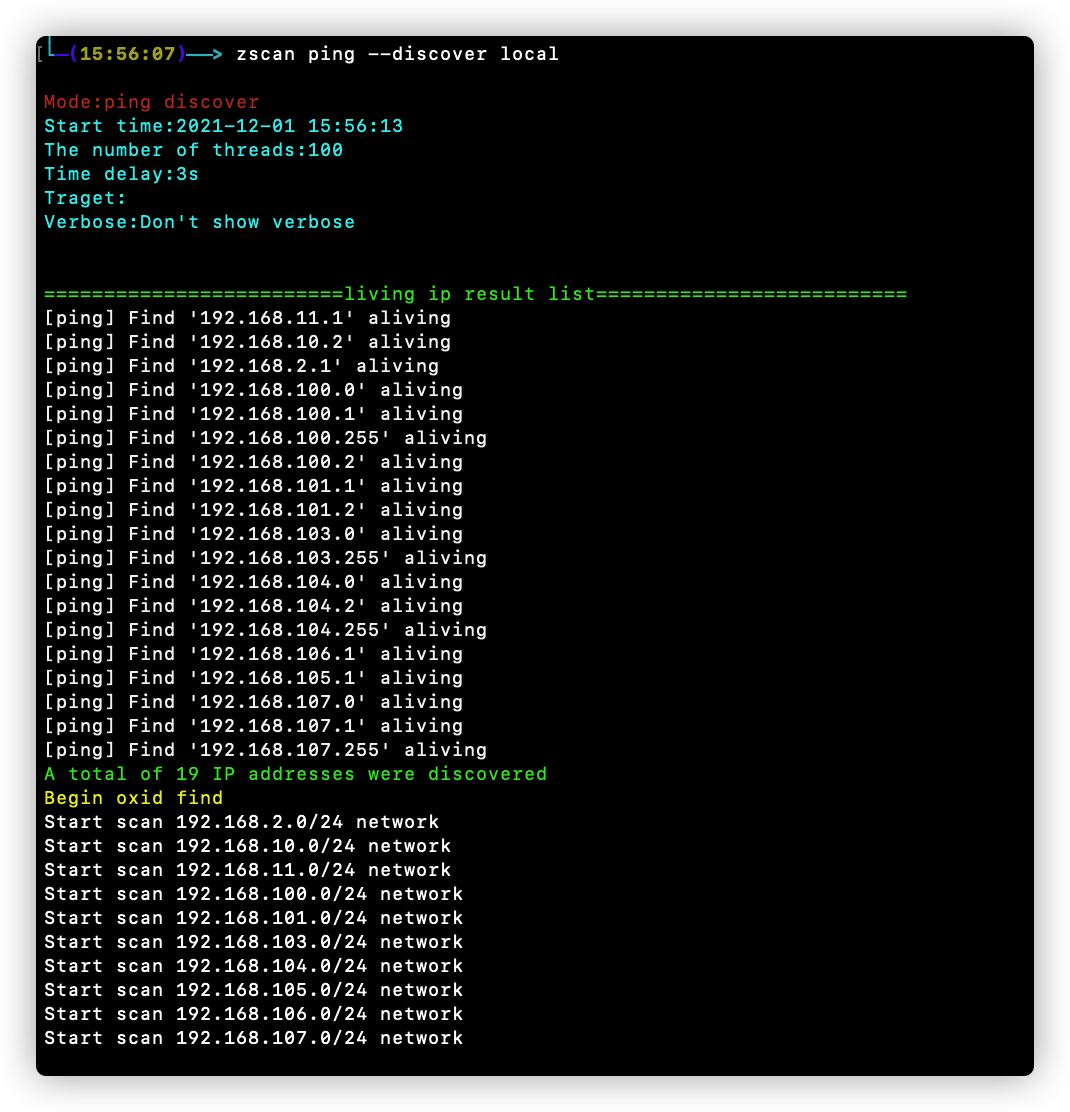 [└─(15:56:07)──> zscan ping --discover local
Mode:ping discover
Start time:2021-12-01 15:56:13
The number of threads:100
Time delay:3s
Traget:
Verbose:Don't show verbose
=========================living ip result list==========================
[ping] Find '192.168.11.1' aliving
[ping] Find '192.168.10.2' aliving
[ping] Find '192.168.2.1' aliving
[ping] Find '192.168.100.0' aliving
[ping] Find '192.168.100.1' aliving
[ping] Find '192.168.100.255' aliving
[ping] Find '192.168.100.2' aliving
[ping] Find '192.168.101.1' aliving
[ping] Find '192.168.101.2' aliving
[ping] Find '192.168.103.0' aliving
[ping] Find '192.168.103.255' aliving
[ping] Find '192.168.104.0' aliving
[ping] Find '192.168.104.2' aliving
[ping] Find '192.168.104.255' aliving
[ping] Find '192.168.106.1' aliving
[ping] Find '192.168.105.1' aliving
[ping] Find '192.168.107.0' aliving
[ping] Find '192.168.107.1' aliving
[ping] Find '192.168.107.255' aliving
A total of 19 IP addresses were discovered
Begin oxid find
Start scan 192.168.2.0/24 network
Start scan 192.168.10.0/24 network
Start scan 192.168.11.0/24 network
Start scan 192.168.100.0/24 network
Start scan 192.168.101.0/24 network
Start scan 192.168.103.0/24 network
Start scan 192.168.104.0/24 network
Start scan 192.168.105.0/24 network
Start scan 192.168.106.0/24 network
Start scan 192.168.107.0/24 network